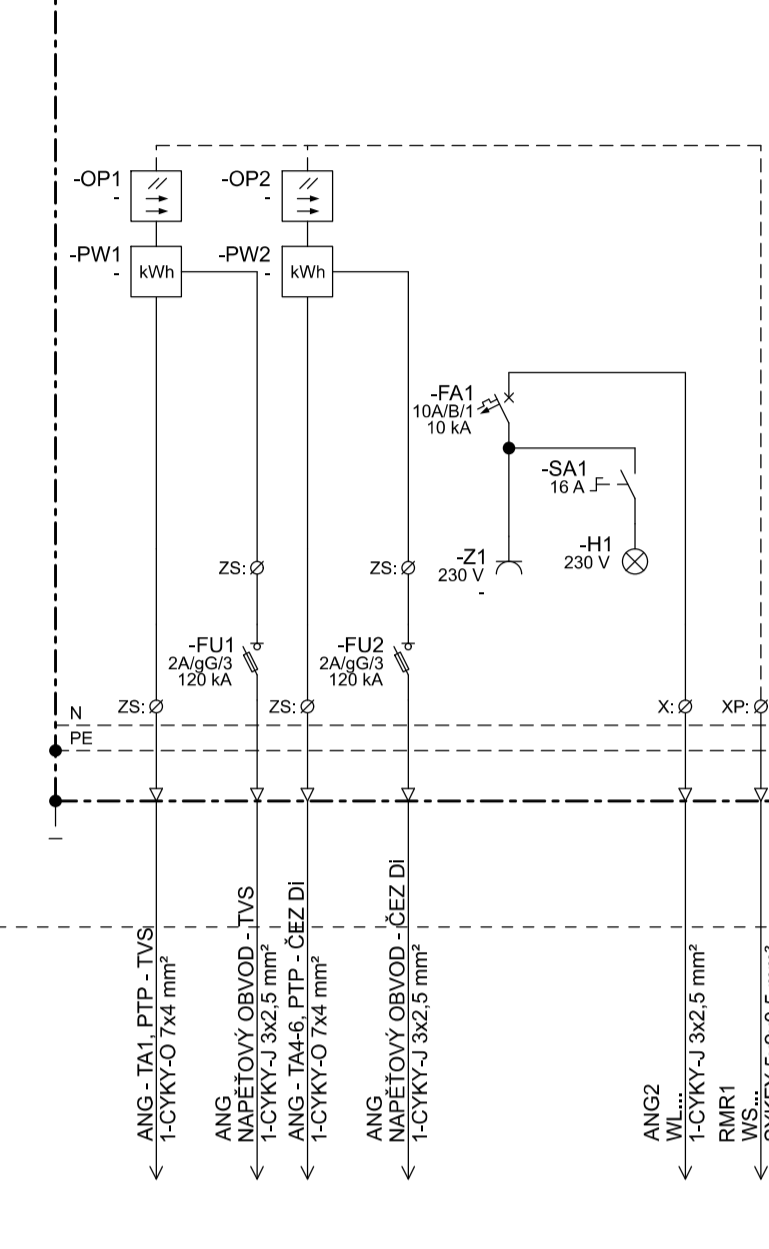 -OP1
-
-OP2
-
-PW1
-
kWh
-PW2
-
kWh
-FA1
10A/B/1
10 kA
-SA1
16 A
-Z1
230 V
-
-H1
230 V
ZS:
ZS:
-FU1
2A/gG/3
120 kA
-FU2
2A/gG/3
120 kA
N
ZS:
ZS:
X:
XP:
PE
ANG - TA1, PTP - TVS
1-CYKY-O 7x4 mm²
ANG
NAPĚŤOVÝ OBVOD - TVS
1-CYKY-J 3x2,5 mm²
ANG - TA4-6, PTP - ČEZ Di
1-CYKY-O 7x4 mm²
ANG
NAPĚŤOVÝ OBVOD - ČEZ Di
1-CYKY-J 3x2,5 mm²
ANG2
WL...
1-CYKY-J 3x2,5 mm²
RMR1
WS...